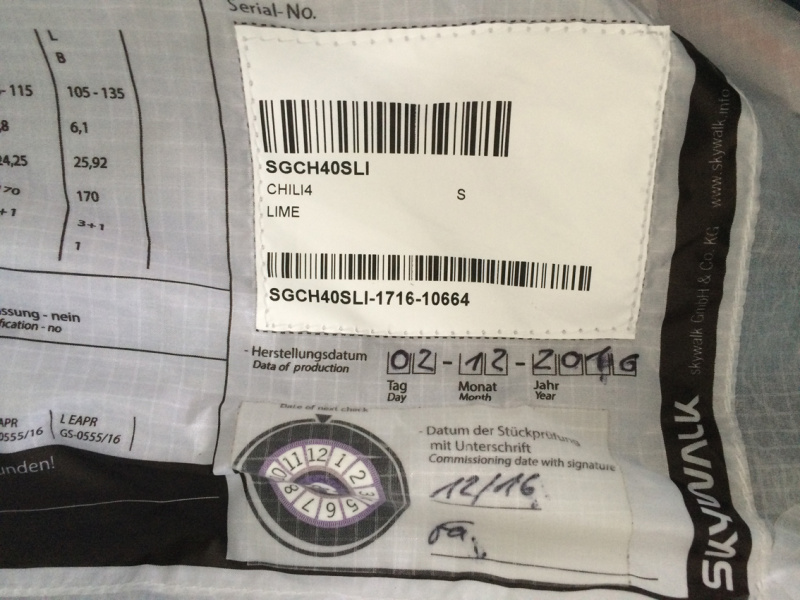 Serial-No.
L
B
- 115
105 - 135
,8
6,1
24,25
25,92
170
170
+1
3+1
1
SGCH40SLI
CHILI4 S
LIME
SGCH40SLI-1716-10664
assung - nein
fication - no
- Herstellungsdatum
Data of production
02-12-2016
Tag Monat Jahr
Day Month Year
APR
0555/16
L EAPR
GS-0555/16
unden!
Date of next check
11 12 1 2 3 5 6 7 8
- Datum der Stückprüfung
mit Unterschrift
Commissioning date with signature
12/16
SKYWALK
skywalk GmbH & Co. KG www.skywalk.info